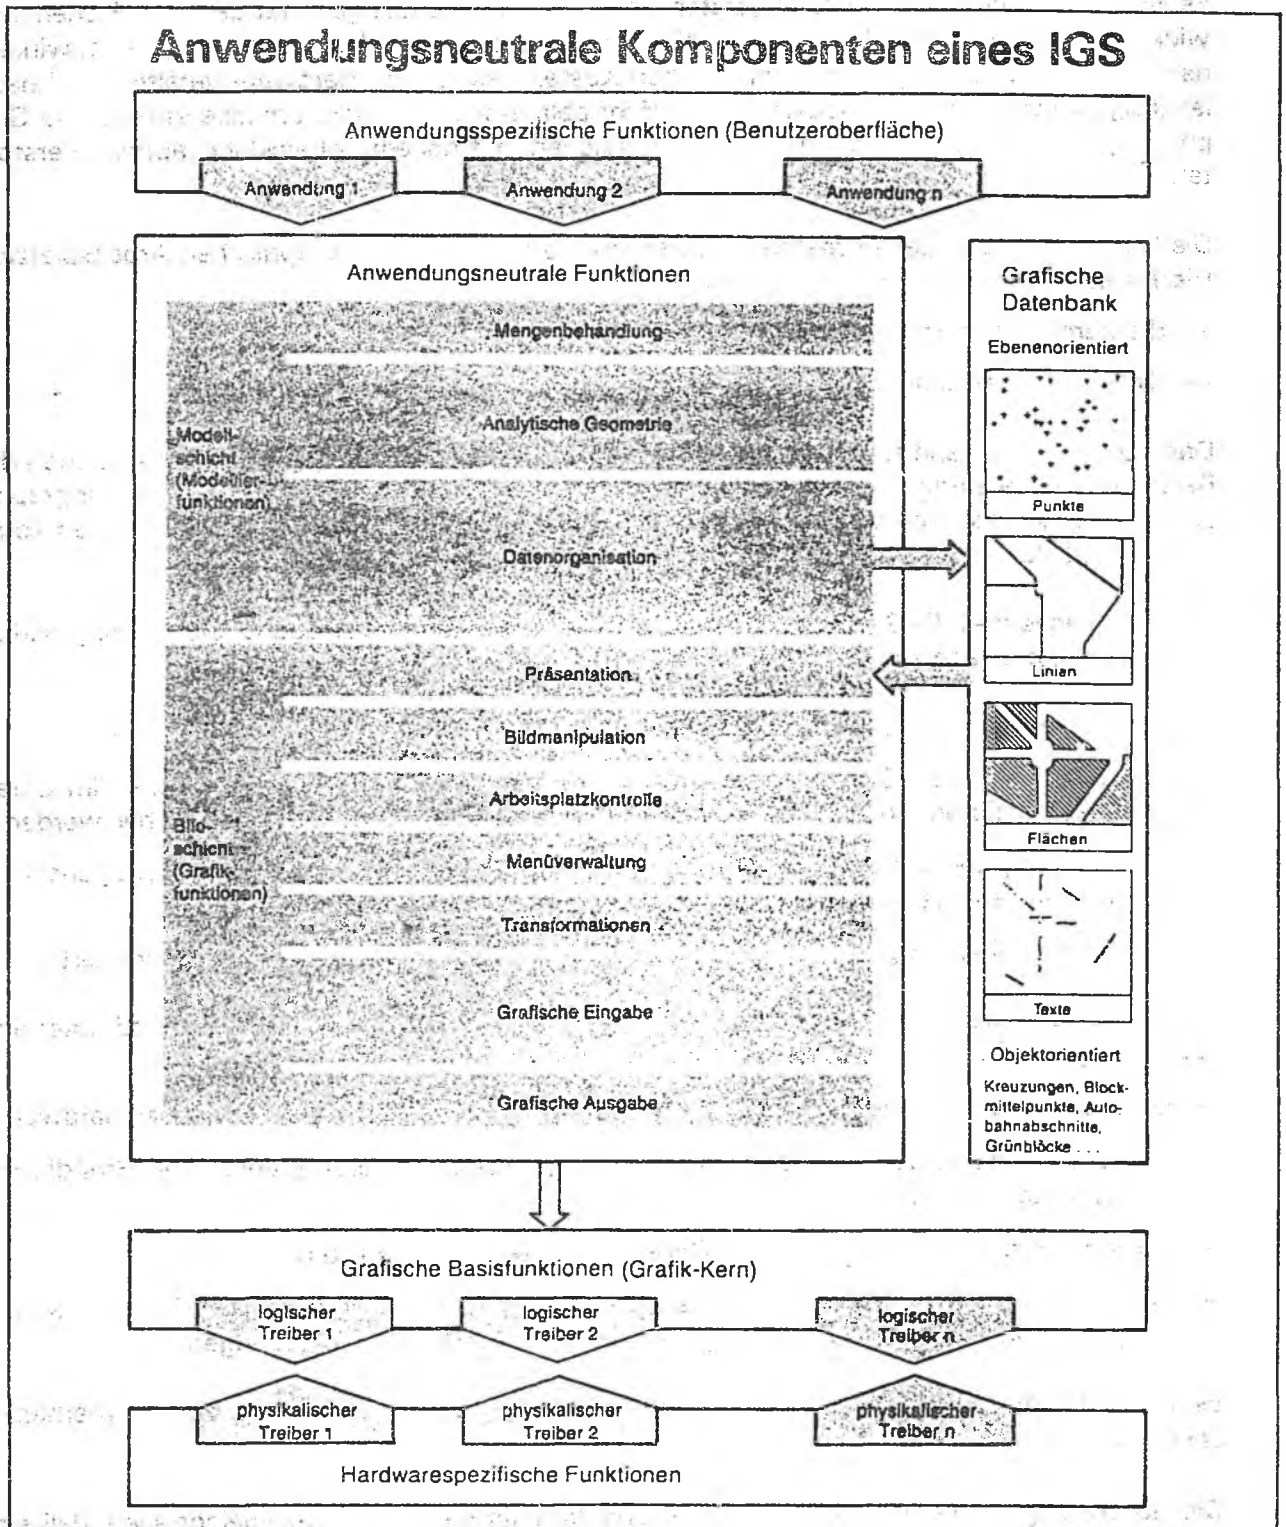 Anwendungsneutrale Komponenten eines IGS
Anwendungsspezifische Funktionen (Benutzeroberfläche)
Anwendung 1
Anwendung 2
Anwendung n
Anwendungsneutrale Funktionen
Modell-
schicht
(Modellier-
funktionen)
Mengenbehandlung
Analytische Geometrie
Datenorganisation
Bild-
schicht
(Grafik-
funktionen)
Präsentation
Bildmanipulation
Arbeitsplatzkontrolle
Menüverwaltung
Transformationen
Grafische Eingabe
Grafische Ausgabe
Grafische
Datenbank
Ebenenorientiert
Punkte
Linien
Flächen
Texte
Objektorientiert
Kreuzungen, Block-
mittelpunkte, Auto-
bahnabschnitte,
Grünblöcke . . .
Grafische Basisfunktionen (Grafik-Kern)
logischer
Treiber 1
logischer
Treiber 2
logischer
Treiber n
physikalischer
Treiber 1
physikalischer
Treiber 2
physikalischer
Treiber n
Hardwarespezifische Funktionen